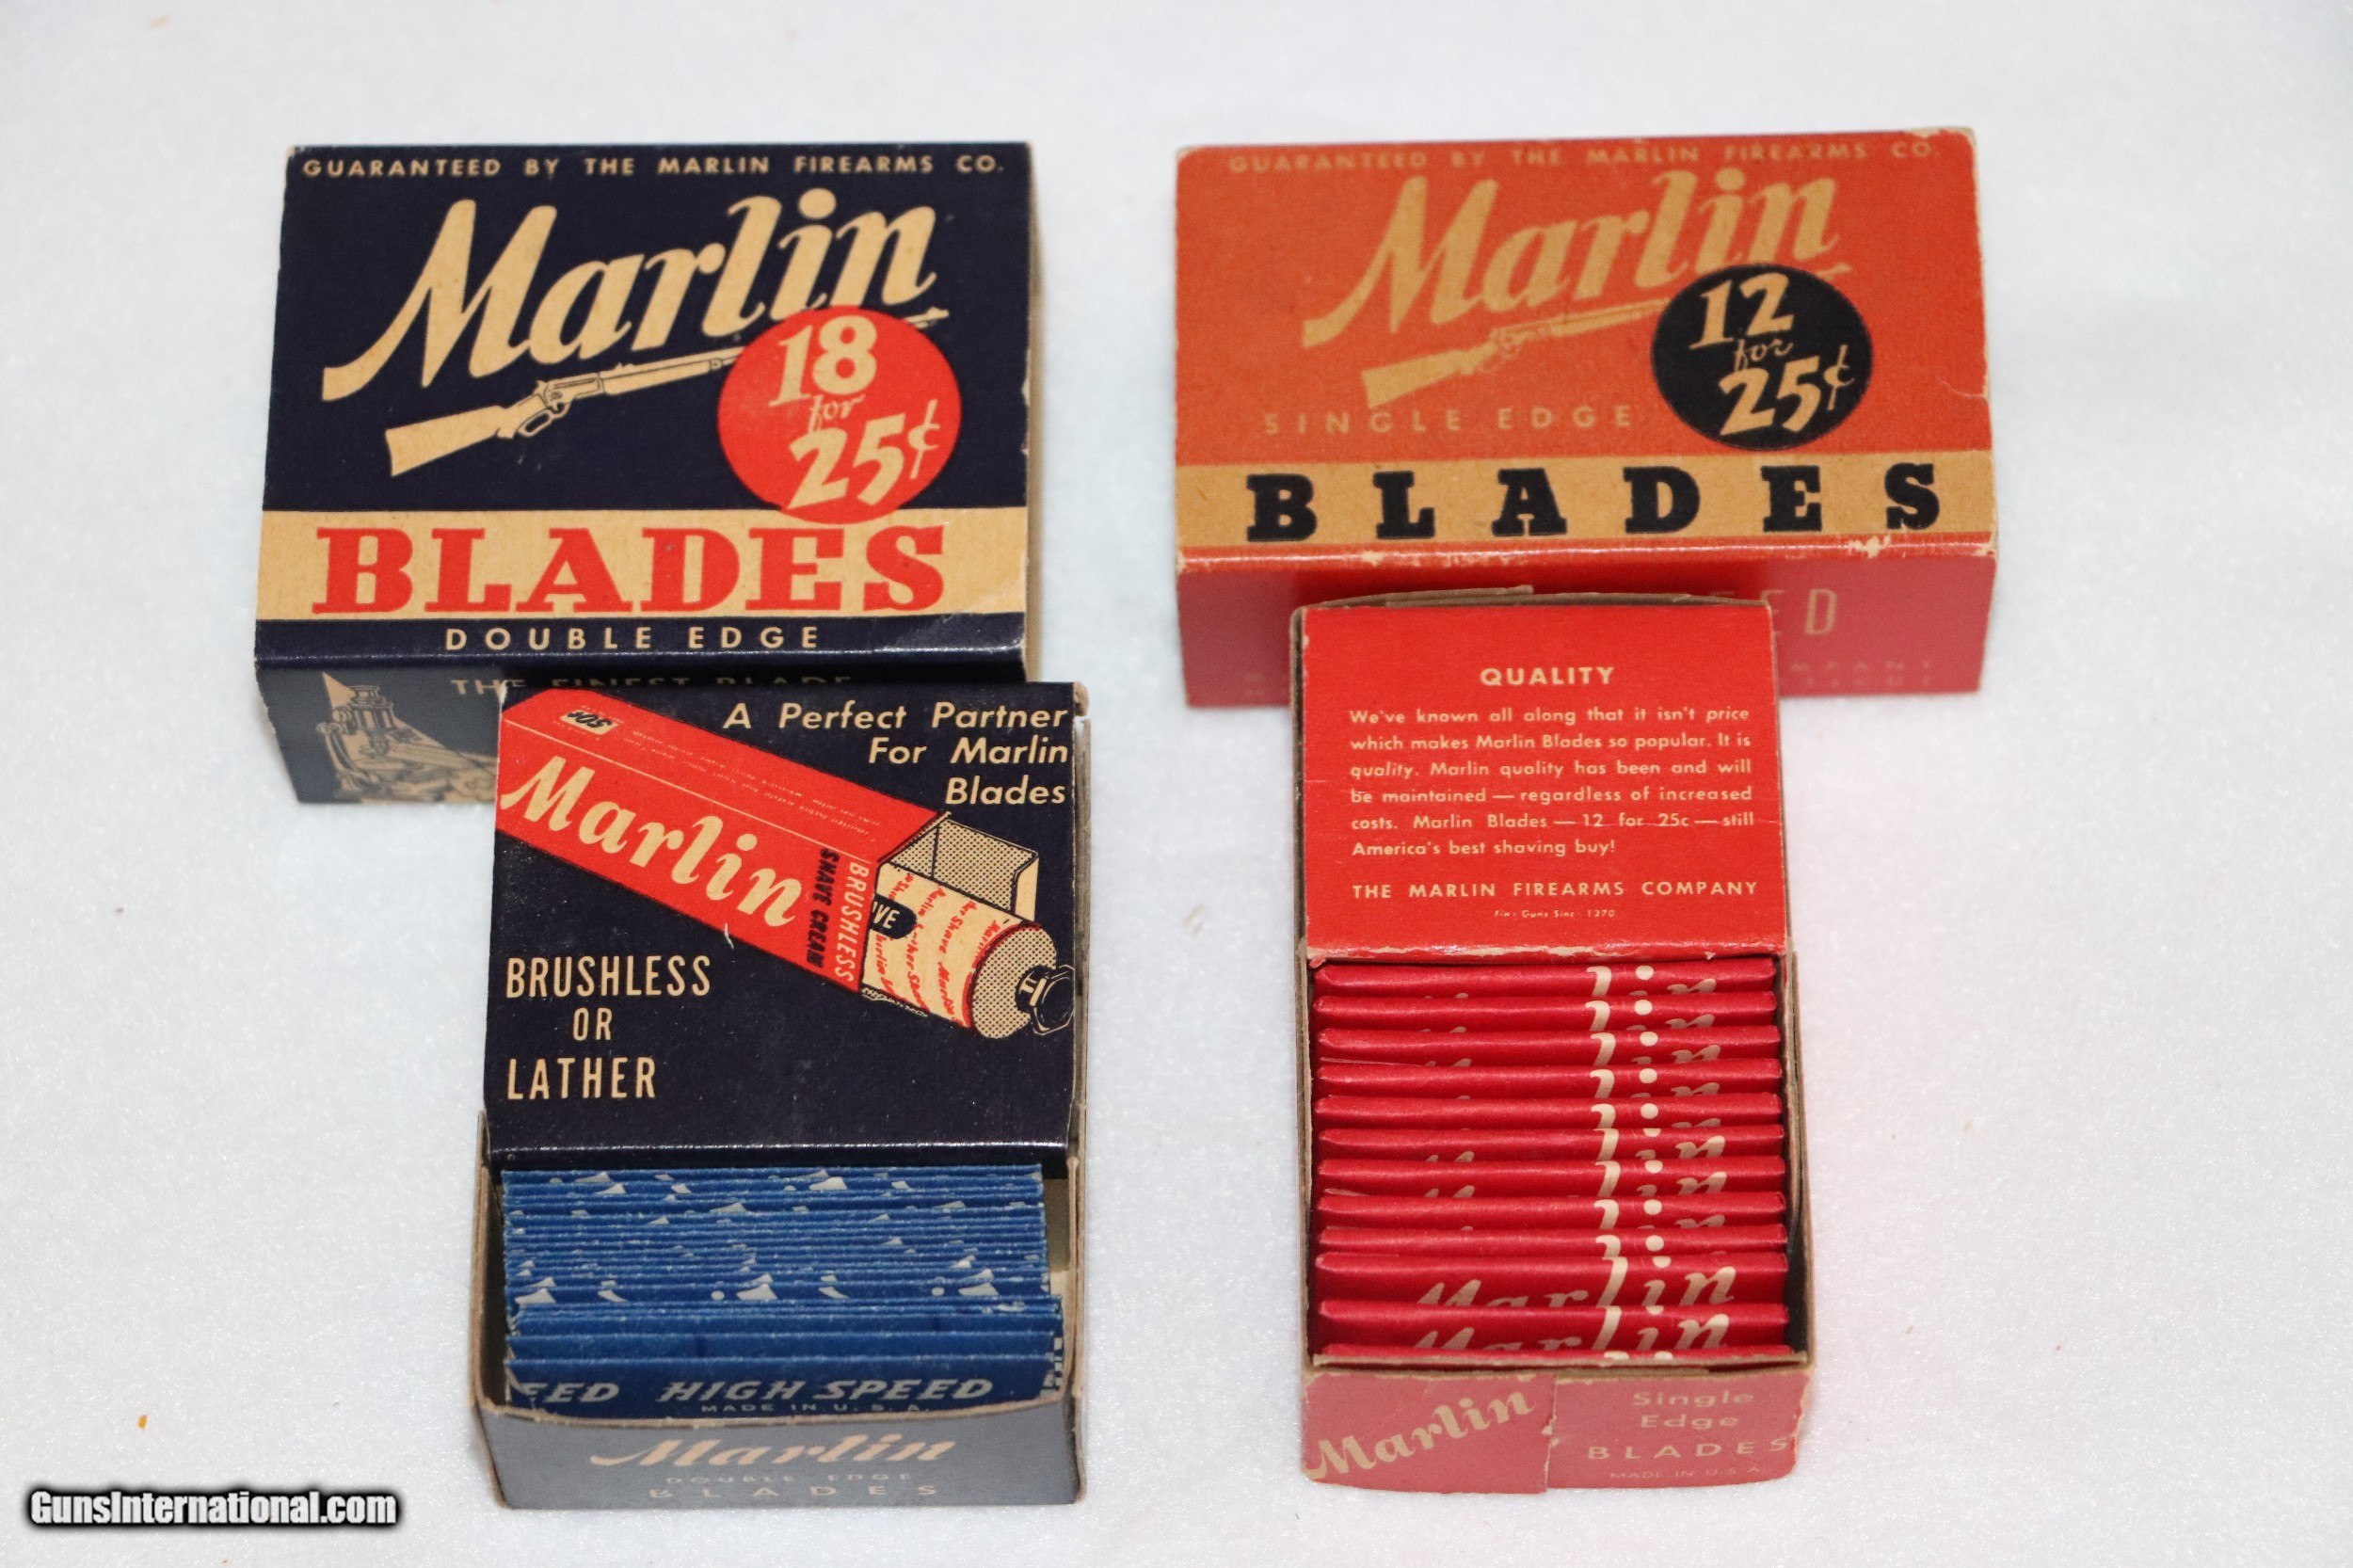 GUARANTEED BY THE MARLIN FIREARMS CO.
Marlin
18
for
25¢
BLADES
DOUBLE EDGE
THE FINEST BLADE
A Perfect Partner
For Marlin
Blades
50¢
Marlin
BRUSHLESS
SHAVE CREAM
BRUSHLESS
OR
LATHER
HIGH SPEED
MADE IN U. S. A.
Marlin
DOUBLE EDGE
BLADES
GUARANTEED BY THE MARLIN FIREARMS CO.
Marlin
12
for
25¢
SINGLE EDGE
BLADES
QUALITY
We've known all along that it isn't price
which makes Marlin Blades so popular. It is
quality. Marlin quality has been and will
be maintained — regardless of increased
costs. Marlin Blades — 12 for 25c — still
America's best shaving buy!
THE MARLIN FIREARMS COMPANY
Marlin
Marlin
Marlin
Single
Edge
BLADES
MADE IN U.S.A.
GunsInternational.com